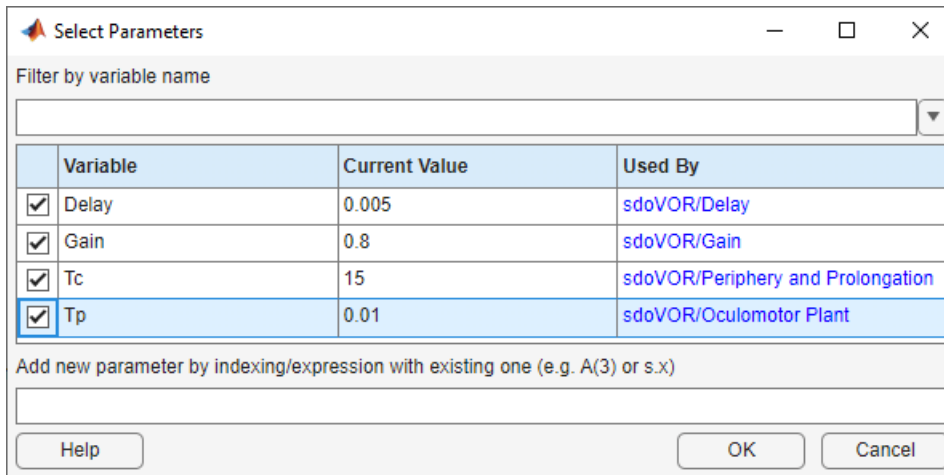 Select Parameters
Filter by variable name
Variable Current Value Used By
Delay 0.005 sdoVOR/Delay
Gain 0.8 sdoVOR/Gain
Tc 15 sdoVOR/Periphery and Prolongation
Tp 0.01 sdoVOR/Oculomotor Plant
Add new parameter by indexing/expression with existing one (e.g. A(3) or s.x)
Help OK Cancel